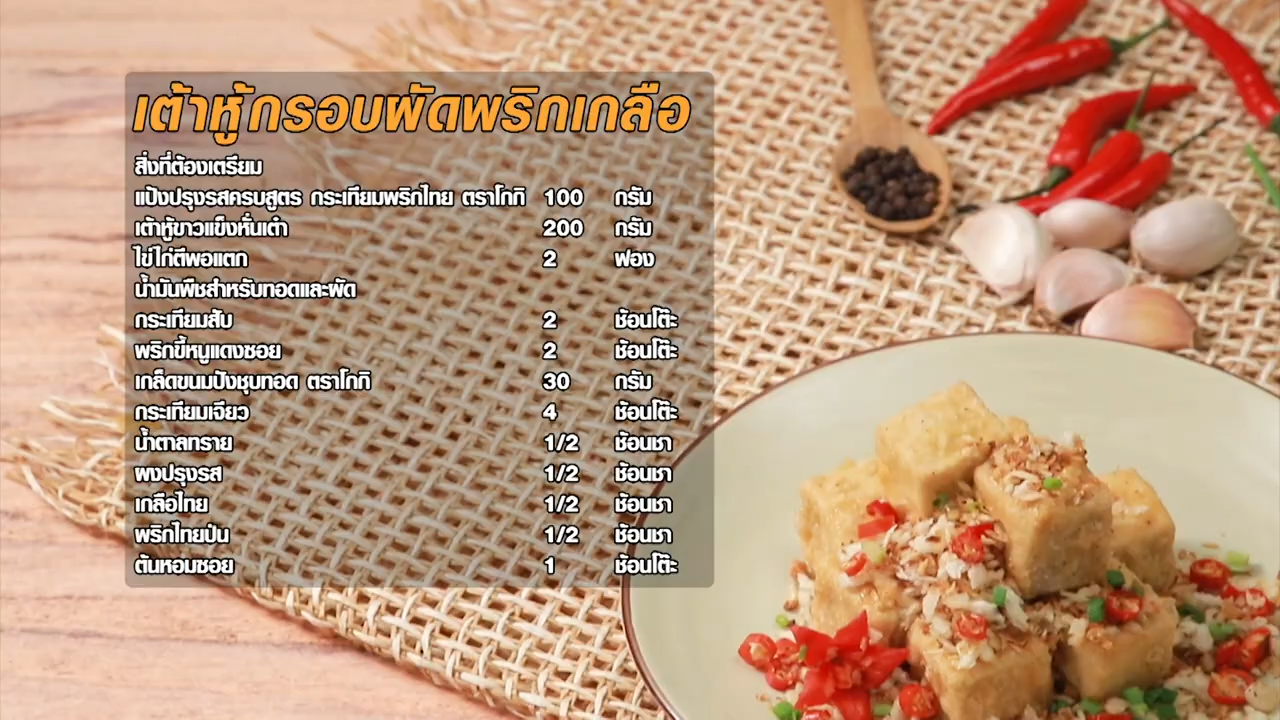 เต้าหู้กรอบผัดพริกเกลือ
สิ่งที่ต้องเตรียม
แป้งปรุงรสครบสูตร กระเทียมพริกไทย ตราโกกิ 100 กรัม
เต้าหู้ขาวแข็งหั่นเต๋า 200 กรัม
ไข่ไก่ตีพอแตก 2 ฟอง
น้ำมันพืชสำหรับทอดและผัด
กระเทียมสับ 2 ช้อนโต๊ะ
พริกขี้หนูแดงซอย 2 ช้อนโต๊ะ
เกล็ดขนมปังชุบทอด ตราโกกิ 30 กรัม
กระเทียมเจียว 4 ช้อนโต๊ะ
น้ำตาลทราย 1/2 ช้อนชา
ผงปรุงรส 1/2 ช้อนชา
เกลือไทย 1/2 ช้อนชา
พริกไทยป่น 1/2 ช้อนชา
ต้นหอมซอย 1 ช้อนโต๊ะ